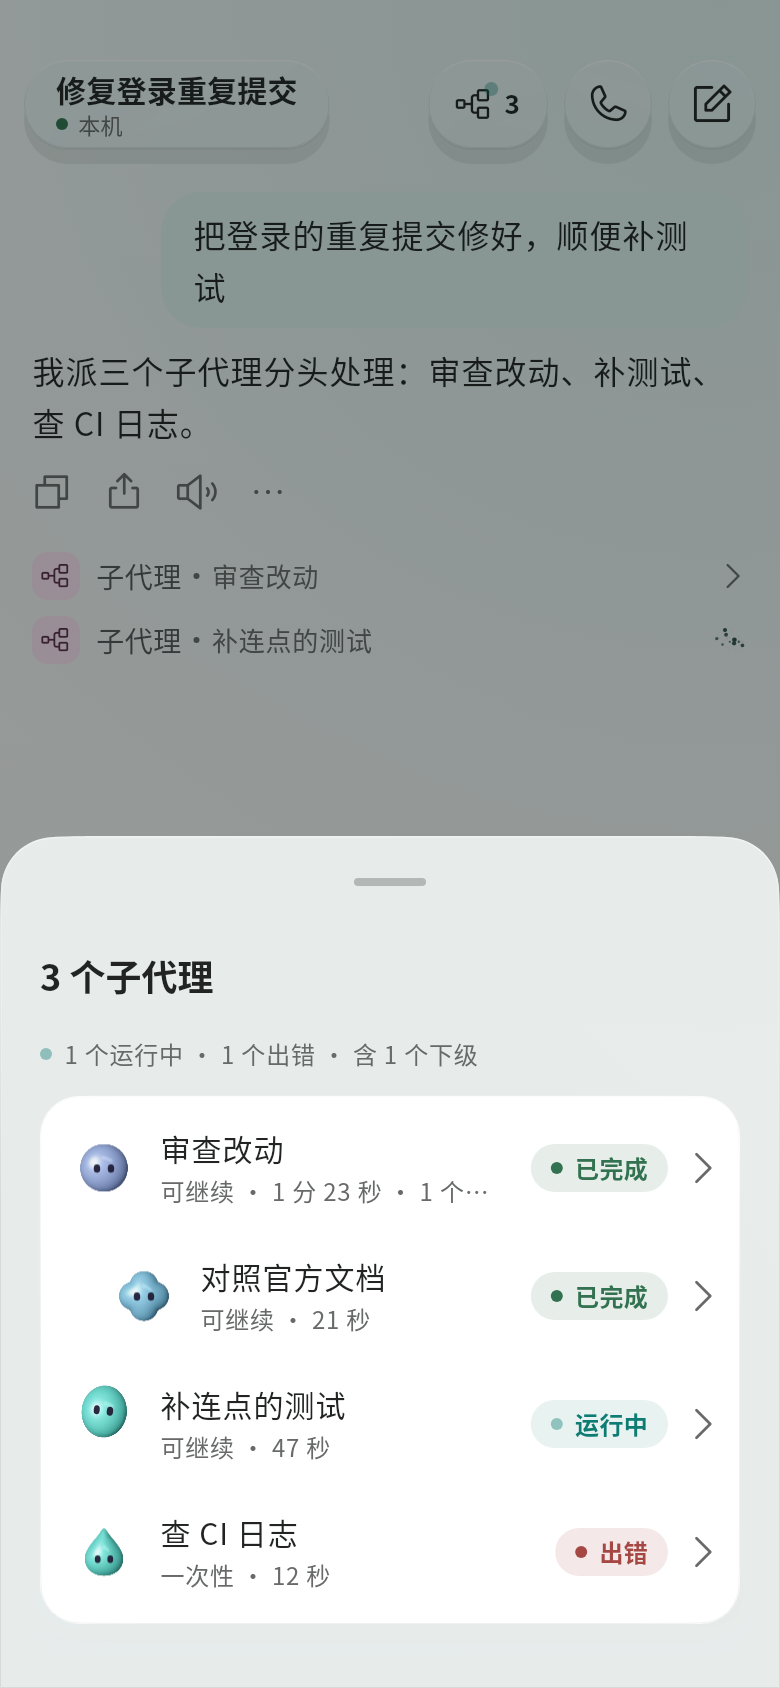 修复登录重复提交
本机
3
把登录的重复提交修好，顺便补测
试
我派三个子代理分头处理：审查改动、补测试、
查 CI 日志。
子代理 • 审查改动
子代理 • 补连点的测试
3 个子代理
1 个运行中 • 1 个出错 • 含 1 个下级
审查改动
可继续 • 1 分 23 秒 • 1 个…
已完成
对照官方文档
可继续 • 21 秒
已完成
补连点的测试
可继续 • 47 秒
运行中
查 CI 日志
一次性 • 12 秒
出错